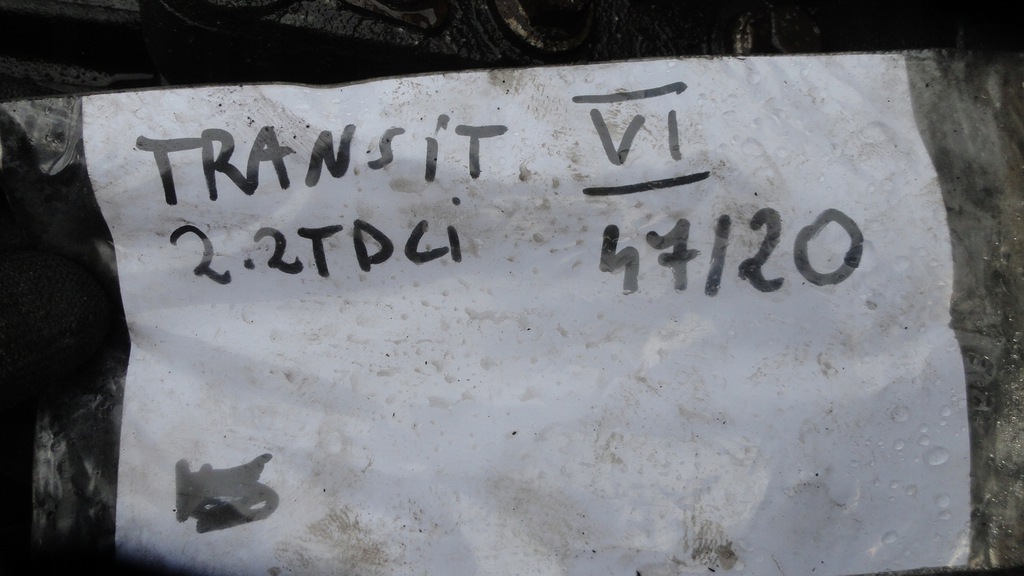 TRANSiT VI
2.2TDCi 47/20